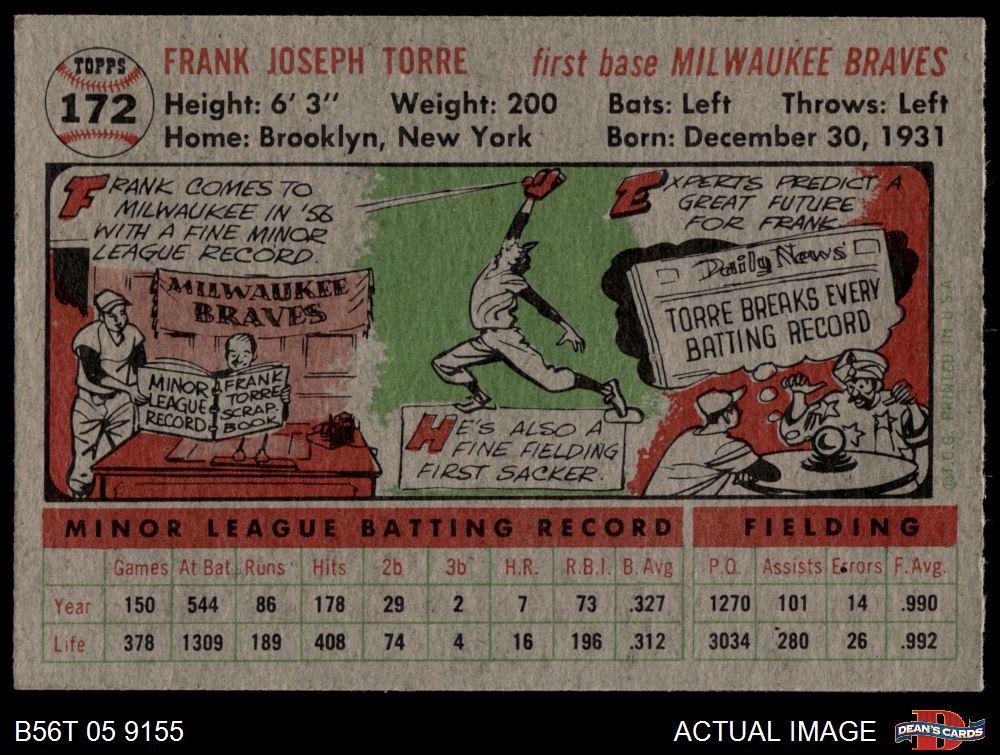 TOPPS
172
FRANK JOSEPH TORRE first base MILWAUKEE BRAVES
Height: 6' 3" Weight: 200 Bats: Left Throws: Left
Home: Brooklyn, New York Born: December 30, 1931
FRANK COMES TO
MILWAUKEE IN '56
WITH A FINE MINOR
LEAGUE RECORD.
MILWAUKEE
BRAVES
MINOR
LEAGUE
RECORD
FRANK
TORRE
SCRAP-
BOOK
HE'S ALSO A
FINE FIELDING
FIRST SACKER.
EXPERTS PREDICT A
GREAT FUTURE
FOR FRANK.
Daily News
TORRE BREAKS EVERY
BATTING RECORD
©T.C.G. PRINTED IN U.S.A.
MINOR LEAGUE BATTING RECORD FIELDING
Games At Bat Runs Hits 2b 3b H.R. R.B.I. B. Avg P.O. Assists Errors F. Avg.
Year 150 544 86 178 29 2 7 73 .327 1270 101 14 .990
Life 378 1309 189 408 74 4 16 196 .312 3034 280 26 .992
B56T 05 9155 ACTUAL IMAGE
D
DEAN'S CARDS